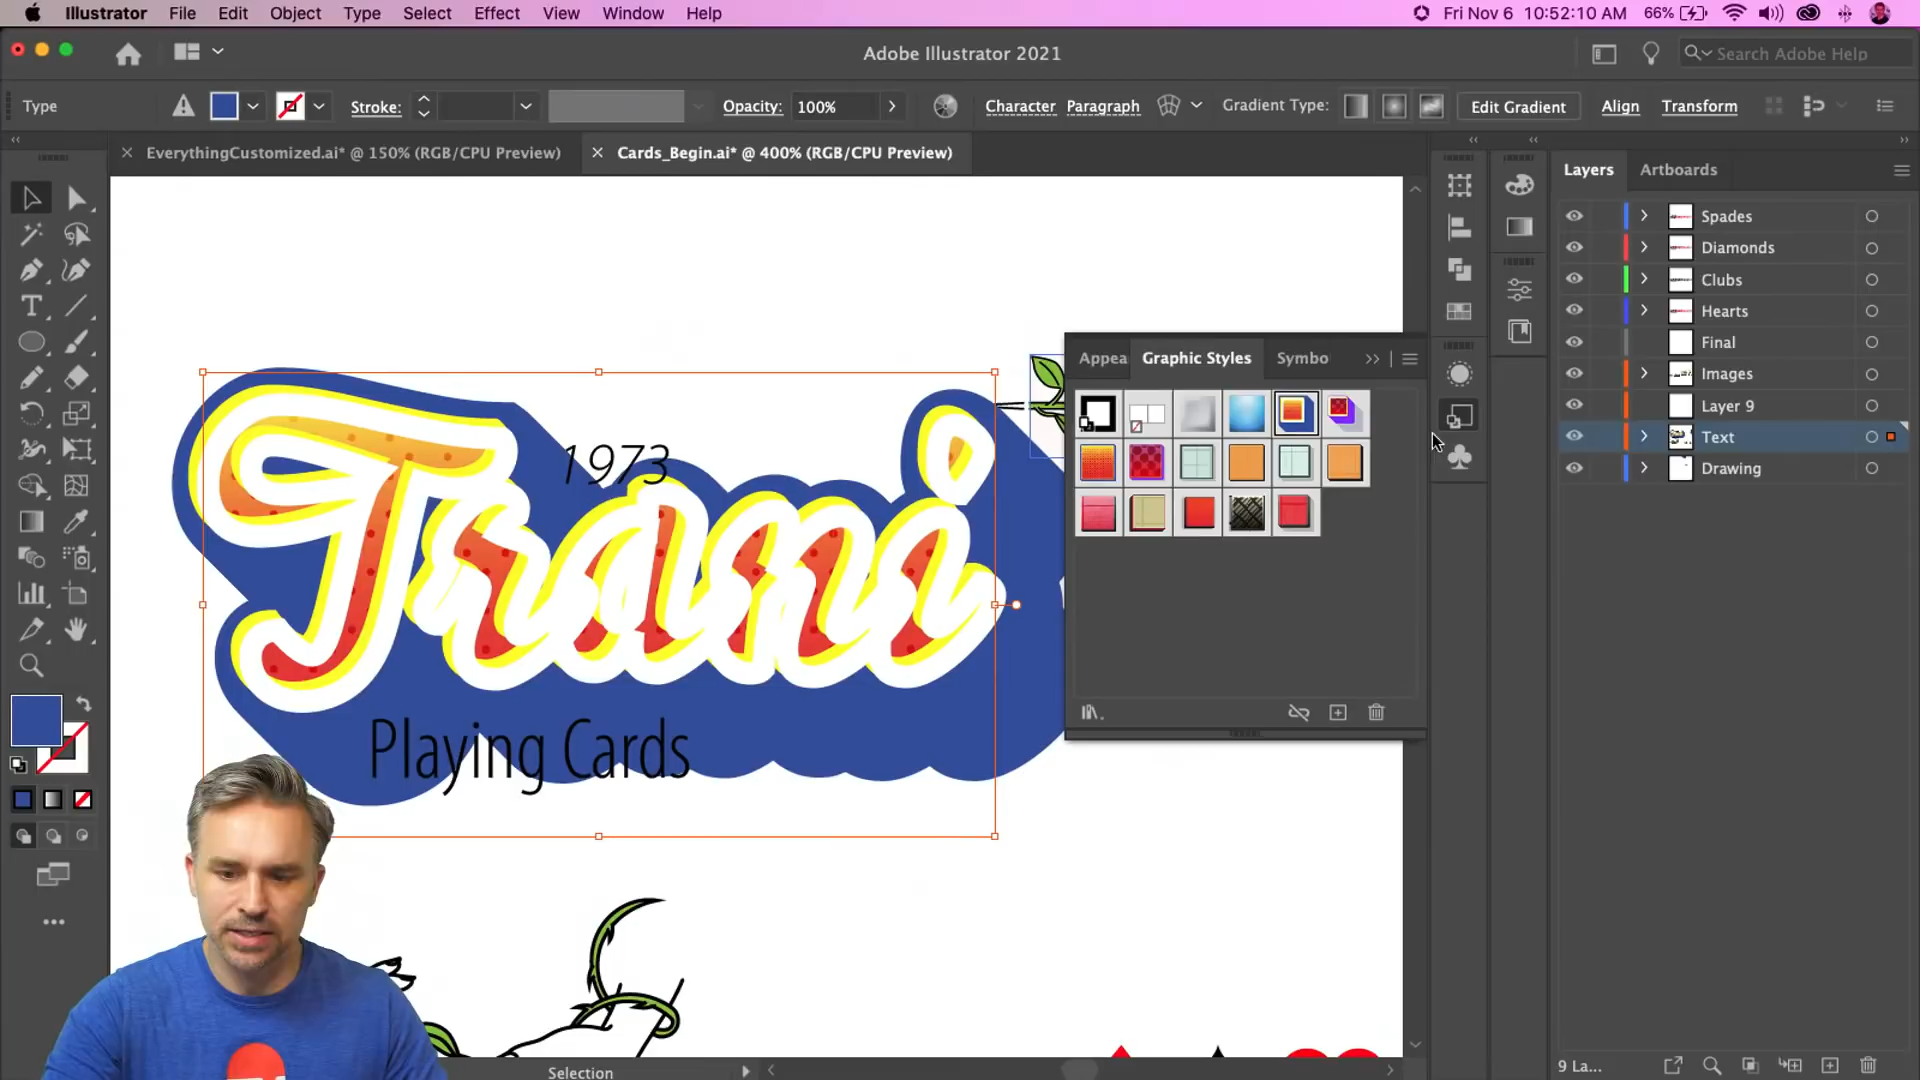 Illustrator File Edit Object Type Select Effect View Window Help
Fri Nov 6 10:52:10 AM 66%
Adobe Illustrator 2021
Search Adobe Help
Type
Stroke:
Opacity: 100%
Character Paragraph
Gradient Type:
Edit Gradient
Align Transform
EverythingCustomized.ai* @ 150% (RGB/CPU Preview)
Cards_Begin.ai* @ 400% (RGB/CPU Preview)
Layers Artboards
Spades
Diamonds
Clubs
Hearts
Final
Images
Layer 9
Text
Drawing
Appea Graphic Styles Symbo
1973
Trani
Playing Cards
Selection
9 La...